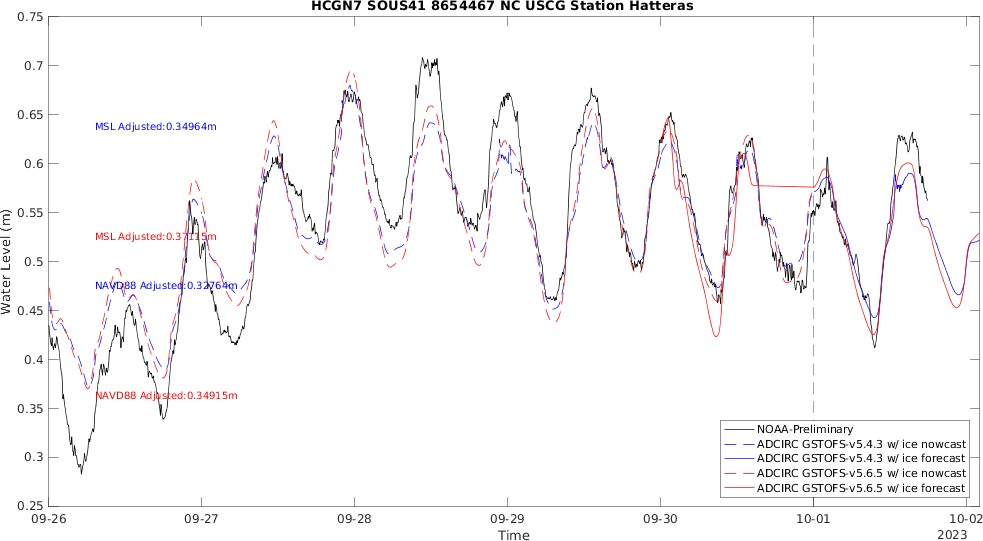 HCGN7 SOUS41 8654467 NC USCG Station Hatteras
0.75
0.7
0.65
0.6
0.55
0.5
0.45
0.4
0.35
0.3
0.25
Water Level (m)
MSL Adjusted:0.34964m
MSL Adjusted:0.37115m
NAVD88 Adjusted:0.32764m
NAVD88 Adjusted:0.34915m
NOAA-Preliminary
ADCIRC GSTOFS-v5.4.3 w/ ice nowcast
ADCIRC GSTOFS-v5.4.3 w/ ice forecast
ADCIRC GSTOFS-v5.6.5 w/ ice nowcast
ADCIRC GSTOFS-v5.6.5 w/ ice forecast
09-26 09-27 09-28 09-29 09-30 10-01 10-02
Time
2023